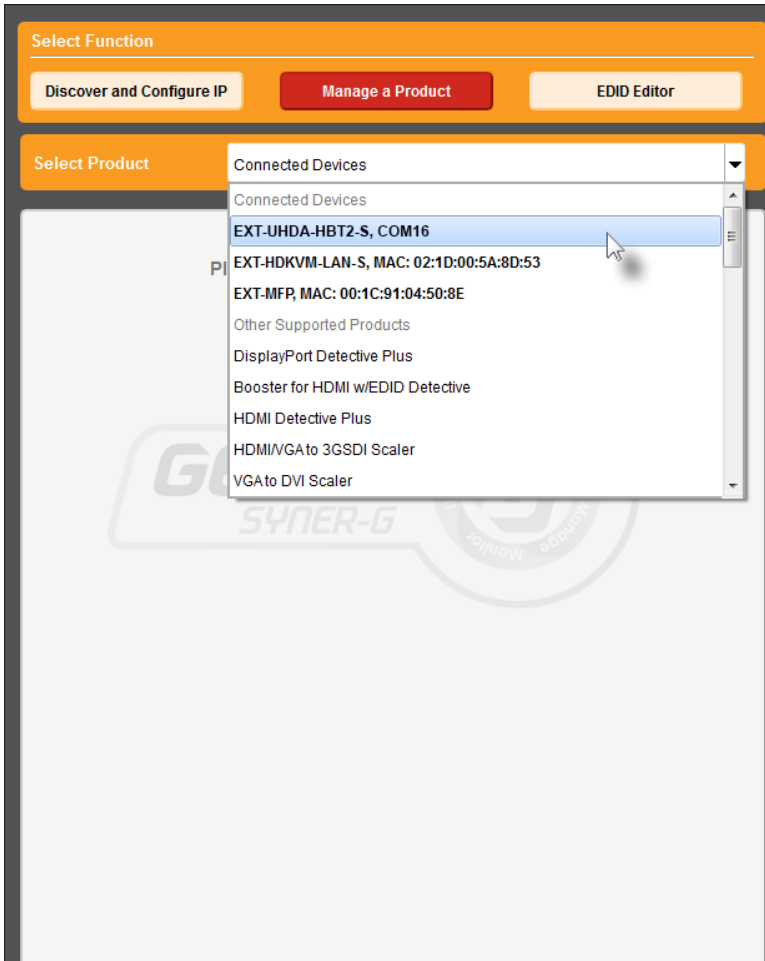 Select Function
Discover and Configure IP Manage a Product EDID Editor
Select Product Connected Devices
Connected Devices
EXT-UHDA-HBT2-S, COM16
EXT-HDKVM-LAN-S, MAC: 02:1D:00:5A:8D:53
EXT-MFP, MAC: 00:1C:91:04:50:8E
Other Supported Products
DisplayPort Detective Plus
Booster for HDMI w/EDID Detective
HDMI Detective Plus
HDMI/VGA to 3GSDI Scaler
VGA to DVI Scaler
SYNER-G
Monitor Manage